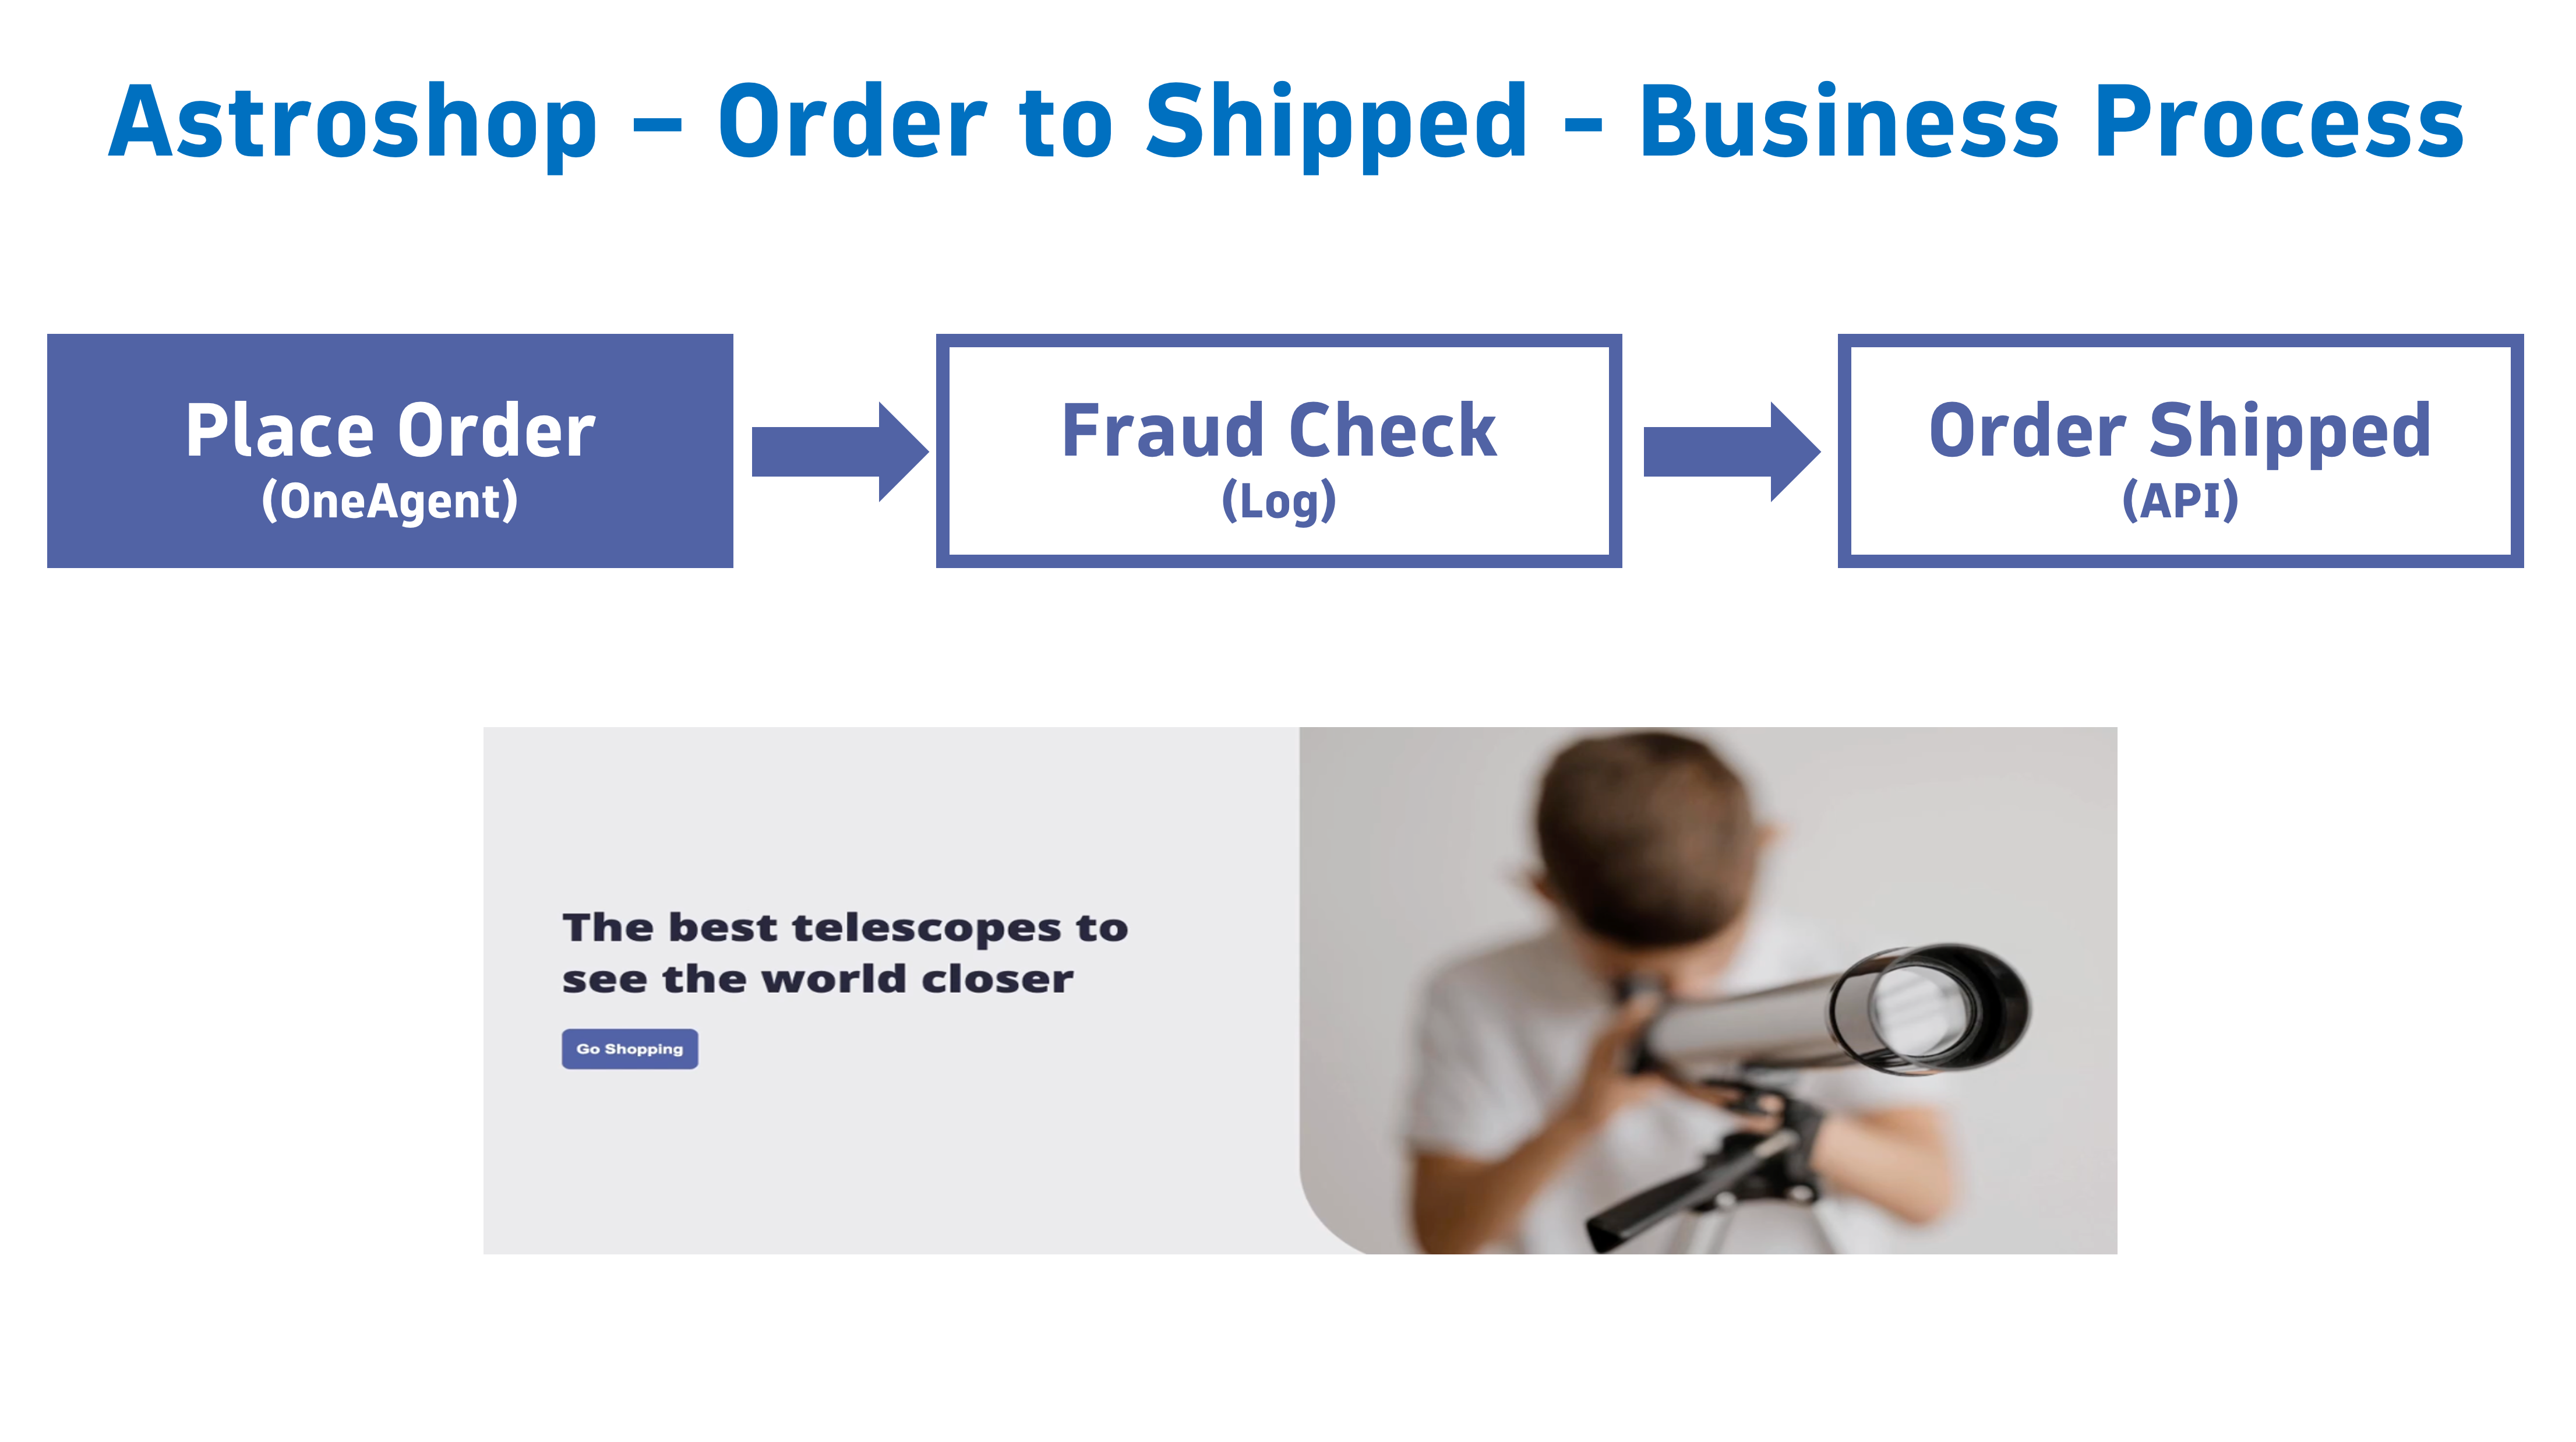 Astroshop – Order to Shipped - Business Process
Place Order
(OneAgent)
Fraud Check
(Log)
Order Shipped
(API)
The best telescopes to
see the world closer
Go Shopping